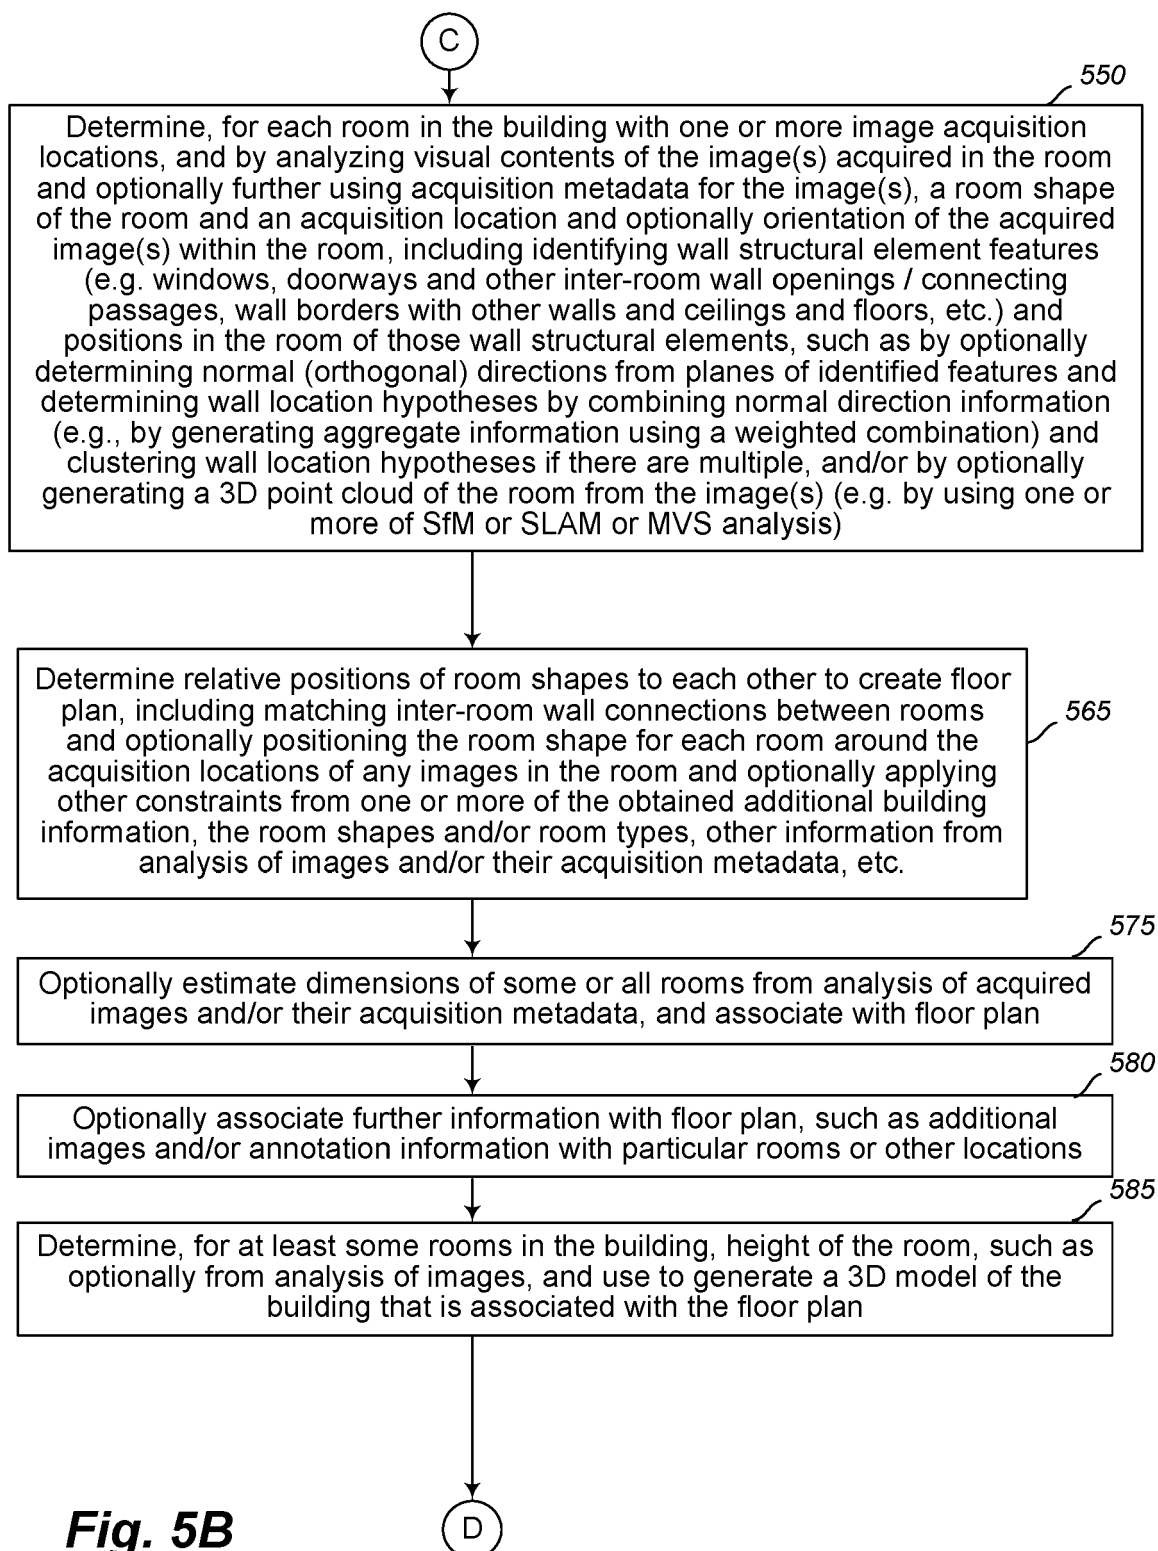 C
550
Determine, for each room in the building with one or more image acquisition
locations, and by analyzing visual contents of the image(s) acquired in the room
and optionally further using acquisition metadata for the image(s), a room shape
of the room and an acquisition location and optionally orientation of the acquired
image(s) within the room, including identifying wall structural element features
(e.g. windows, doorways and other inter-room wall openings / connecting
passages, wall borders with other walls and ceilings and floors, etc.) and
positions in the room of those wall structural elements, such as by optionally
determining normal (orthogonal) directions from planes of identified features and
determining wall location hypotheses by combining normal direction information
(e.g., by generating aggregate information using a weighted combination) and
clustering wall location hypotheses if there are multiple, and/or by optionally
generating a 3D point cloud of the room from the image(s) (e.g. by using one or
more of SfM or SLAM or MVS analysis)
Determine relative positions of room shapes to each other to create floor
plan, including matching inter-room wall connections between rooms
and optionally positioning the room shape for each room around the
acquisition locations of any images in the room and optionally applying
other constraints from one or more of the obtained additional building
information, the room shapes and/or room types, other information from
analysis of images and/or their acquisition metadata, etc.
565
575
Optionally estimate dimensions of some or all rooms from analysis of acquired
images and/or their acquisition metadata, and associate with floor plan
580
Optionally associate further information with floor plan, such as additional
images and/or annotation information with particular rooms or other locations
585
Determine, for at least some rooms in the building, height of the room, such as
optionally from analysis of images, and use to generate a 3D model of the
building that is associated with the floor plan
D
Fig. 5B